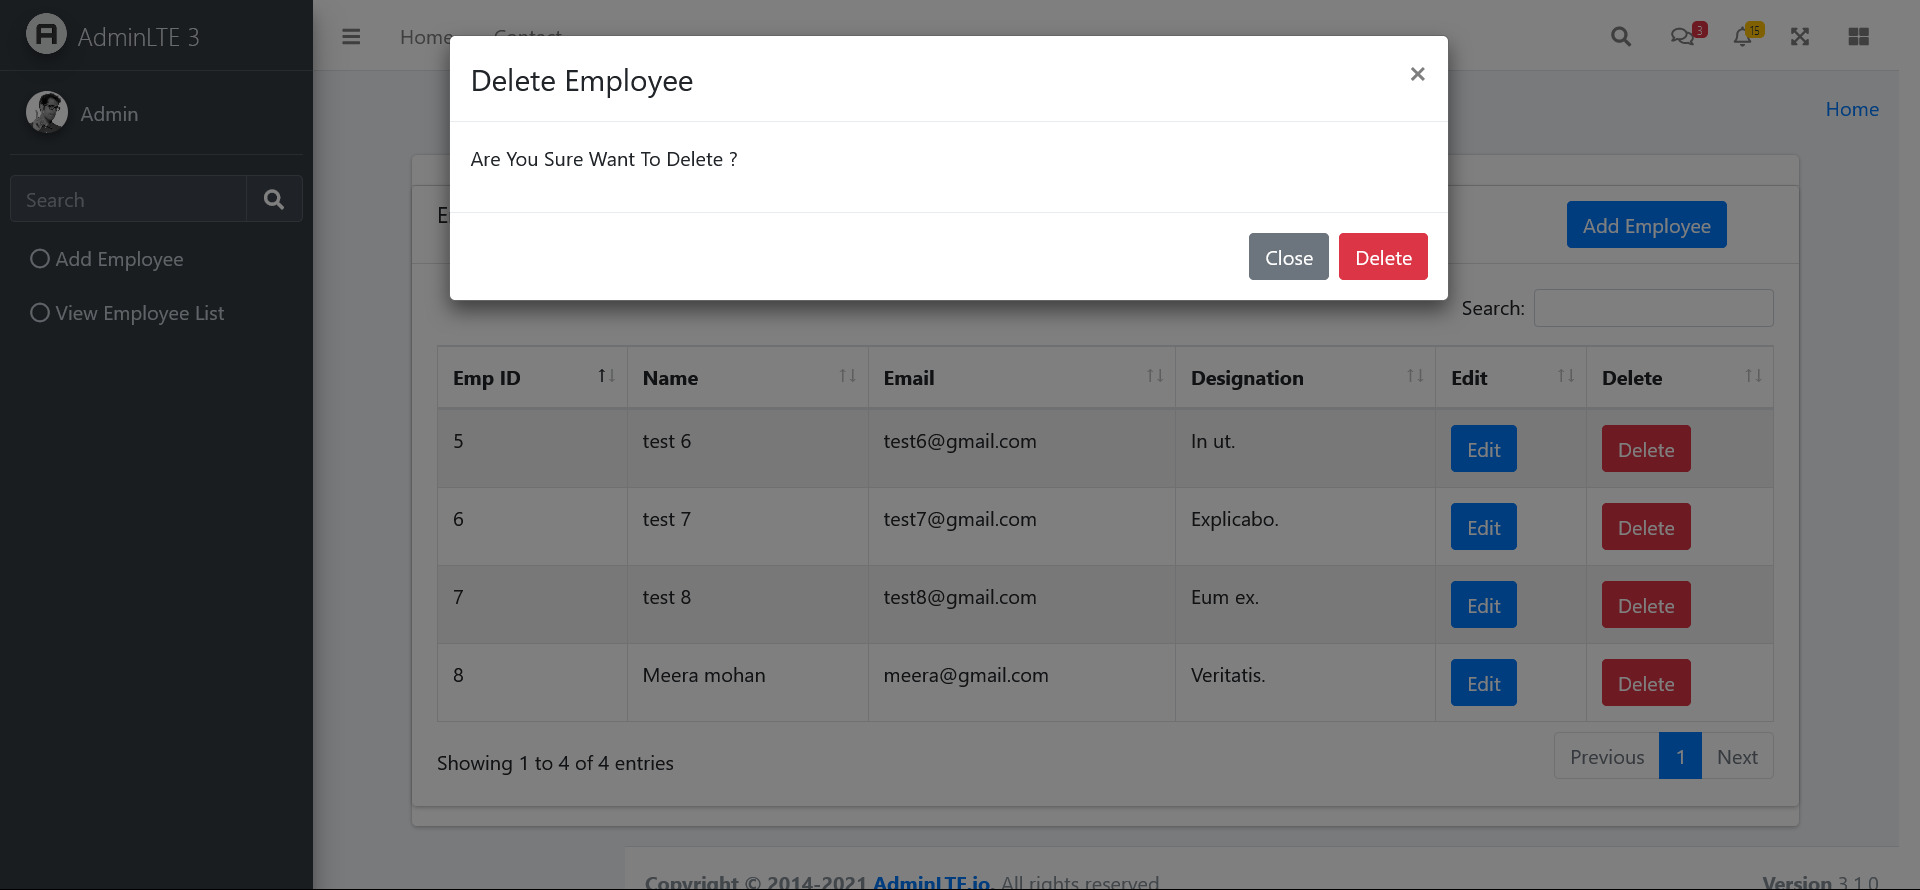 AdminLTE 3
Admin
Search
Add Employee
View Employee List
Home Contact
3
15
Home
Delete Employee
×
Are You Sure Want To Delete ?
Close Delete
E
Add Employee
Search:
Emp ID Name Email Designation Edit Delete
5 test 6 test6@gmail.com In ut. Edit Delete
6 test 7 test7@gmail.com Explicabo. Edit Delete
7 test 8 test8@gmail.com Eum ex. Edit Delete
8 Meera mohan meera@gmail.com Veritatis. Edit Delete
Showing 1 to 4 of 4 entries
Previous 1 Next
Copyright © 2014-2021 AdminLTE.io. All rights reserved.
Version 3.1.0